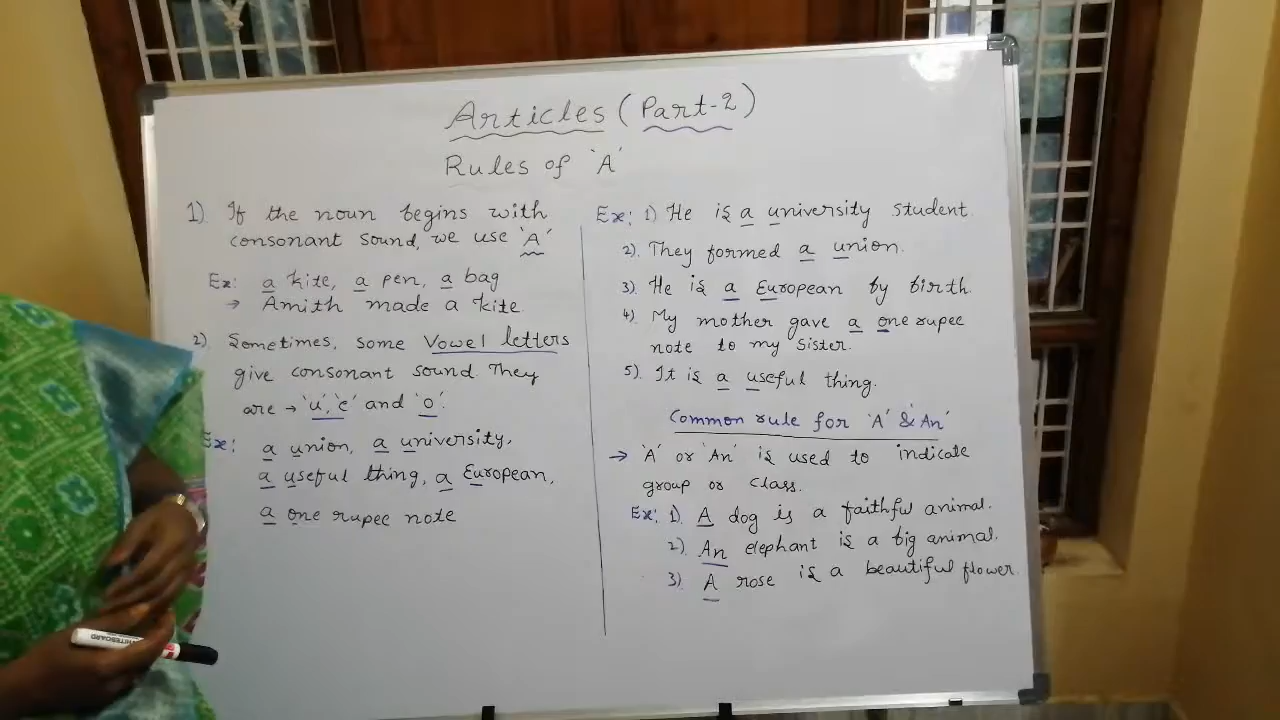 Articles (Part-2)
Rules of 'A'
1). If the noun begins with
consonant sound, we use 'A'
Ex: a kite, a pen, a bag
→ Amith made a kite.
2) Sometimes, some Vowel letters
give consonant sound. They
are → 'u', 'e' and 'o'.
Ex: a union, a university,
a useful thing, a European,
a one rupee note
Ex: 1) He is a university student.
2). They formed a union.
3). He is a European by birth.
4). My mother gave a one rupee
note to my sister.
5). It is a useful thing.
Common rule for 'A' & 'An'
→ 'A' or 'An' is used to indicate
group or class.
Ex: 1). A dog is a faithful animal.
2). An elephant is a big animal.
3) A rose is a beautiful flower.
WHITEBOARD